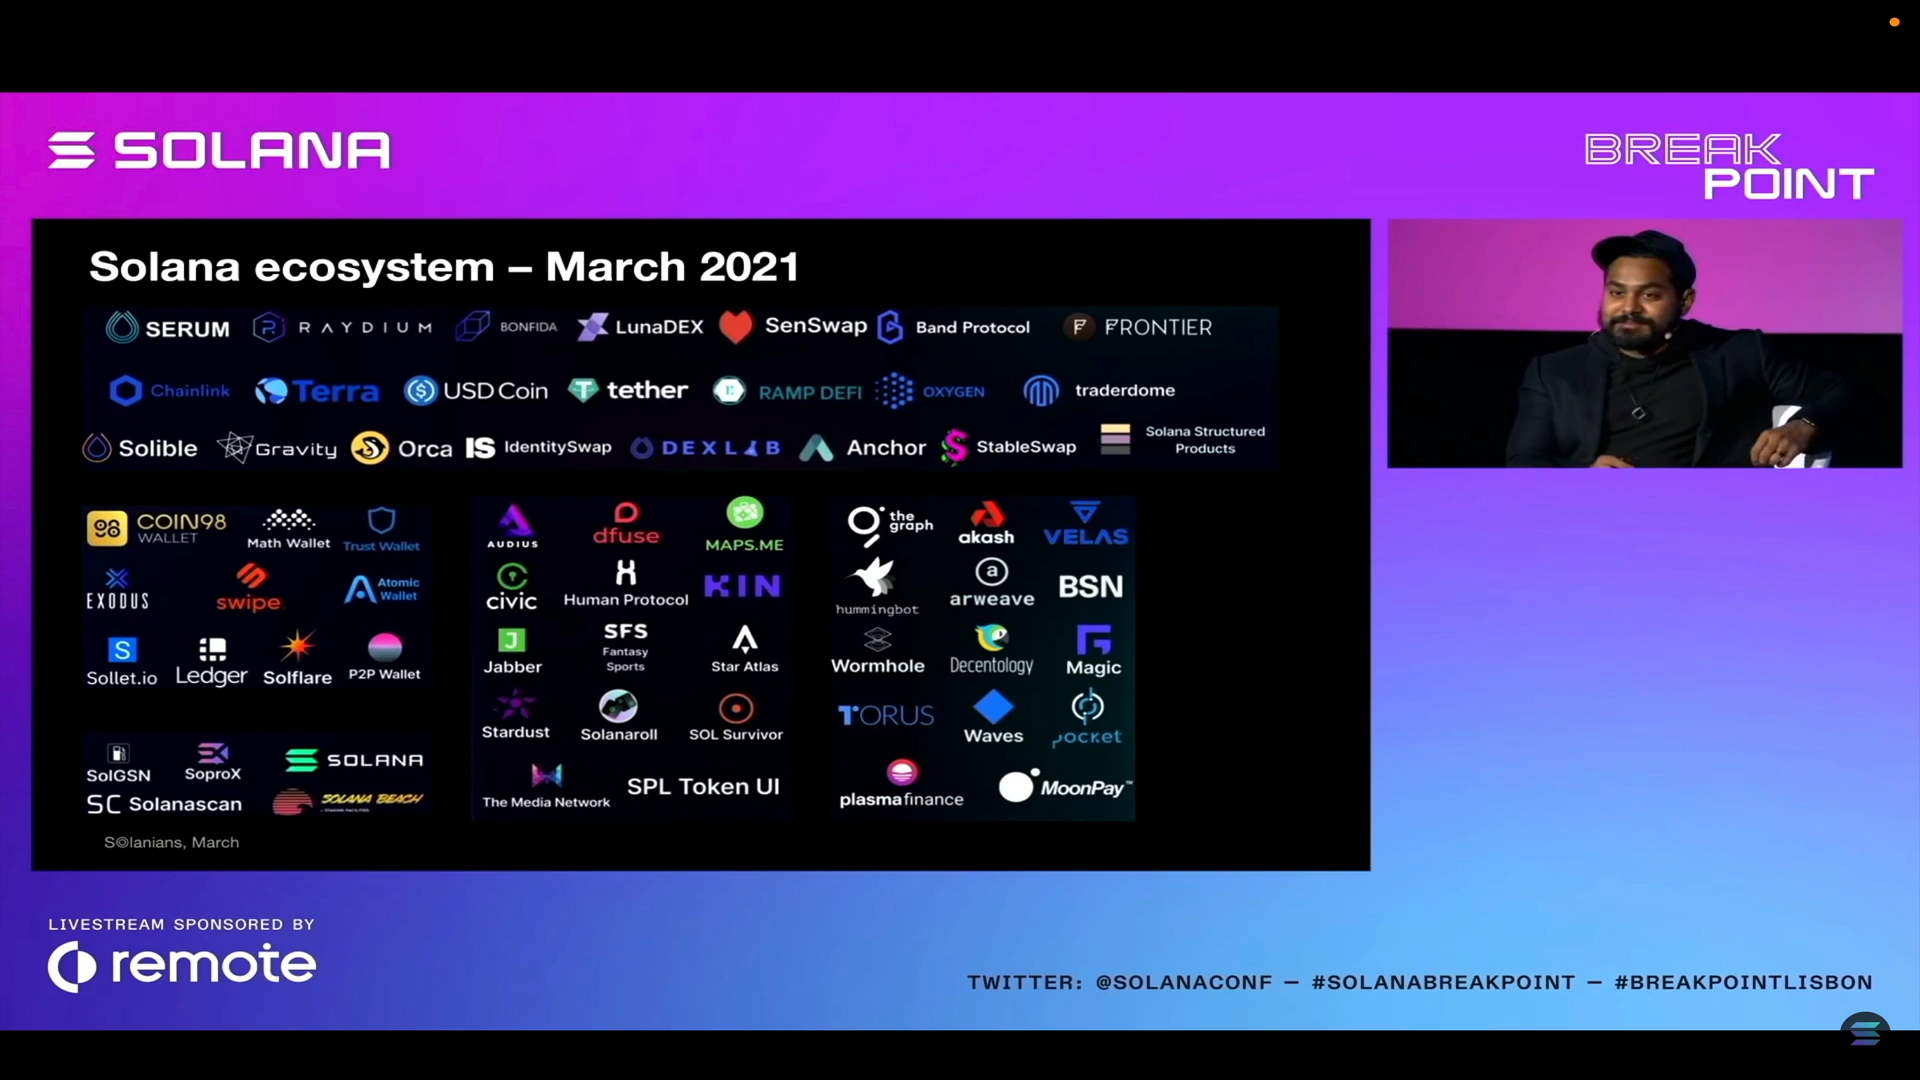 SOLANA
BREAK
POINT
Solana ecosystem – March 2021
SERUM RAYDIUM BONFIDA LunaDEX SenSwap Band Protocol FRONTIER
Chainlink Terra USD Coin tether RAMP DEFI OXYGEN traderdome
Solible Gravity Orca IS IdentitySwap DEXLAB Anchor StableSwap Solana Structured
Products
98 COIN98
WALLET
Math Wallet Trust Wallet
EXODUS swipe Atomic
Wallet
S
Sollet.io Ledger Solflare P2P Wallet
SolGSN SoproX SOLANA
SC Solanascan SOLANA BEACH
AUDIUS dfuse MAPS.ME
civic Human Protocol KIN
J SFS
Jabber Fantasy
Sports
Star Atlas
Stardust Solanaroll SOL Survivor
The Media Network SPL Token UI
the
graph
akash VELAS
hummingbot a arweave BSN
Wormhole Decentology Magic
TORUS Waves pocket
plasmafinance MoonPay™
S©lanians, March
LIVESTREAM SPONSORED BY
remote
TWITTER: @SOLANACONF – #SOLANABREAKPOINT – #BREAKPOINTLISBON